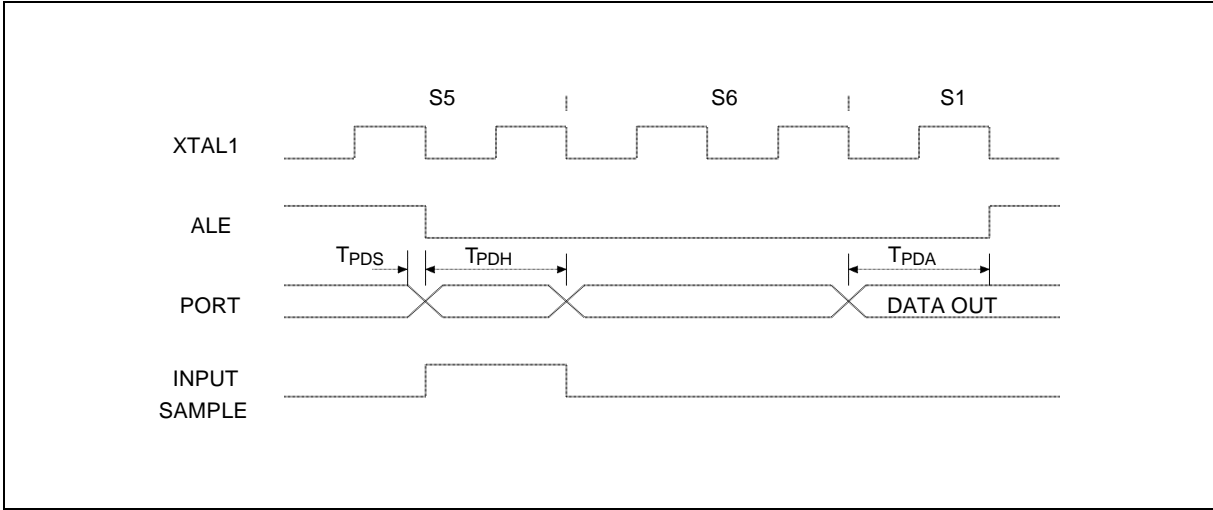 S5 S6 S1
XTAL1
ALE
TPDS TPDH TPDA
PORT DATA OUT
INPUT
SAMPLE